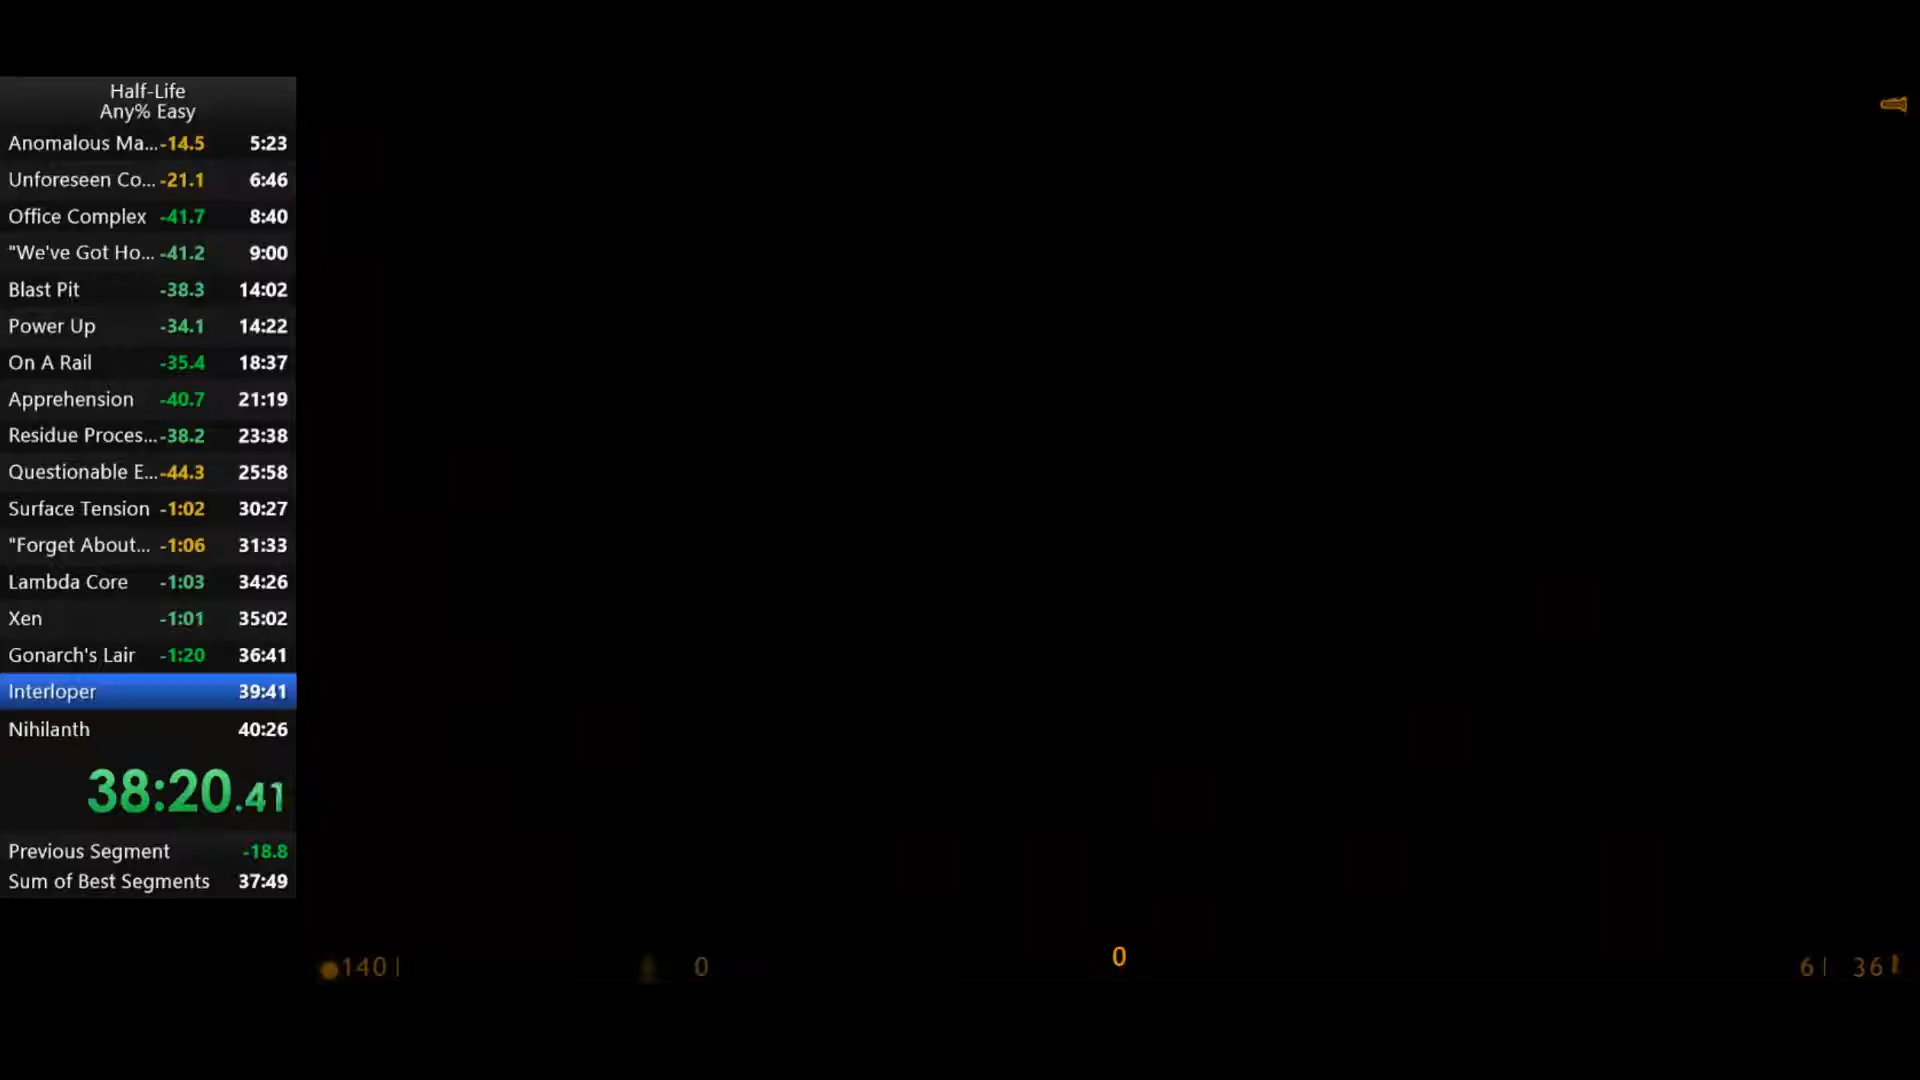 Half-Life
Any% Easy
Anomalous Ma... -14.5 5:23
Unforeseen Co... -21.1 6:46
Office Complex -41.7 8:40
"We've Got Ho... -41.2 9:00
Blast Pit -38.3 14:02
Power Up -34.1 14:22
On A Rail -35.4 18:37
Apprehension -40.7 21:19
Residue Proces... -38.2 23:38
Questionable E... -44.3 25:58
Surface Tension -1:02 30:27
"Forget About... -1:06 31:33
Lambda Core -1:03 34:26
Xen -1:01 35:02
Gonarch's Lair -1:20 36:41
Interloper 39:41
Nihilanth 40:26
38:20.41
Previous Segment -18.8
Sum of Best Segments 37:49
140 0 0 6 36